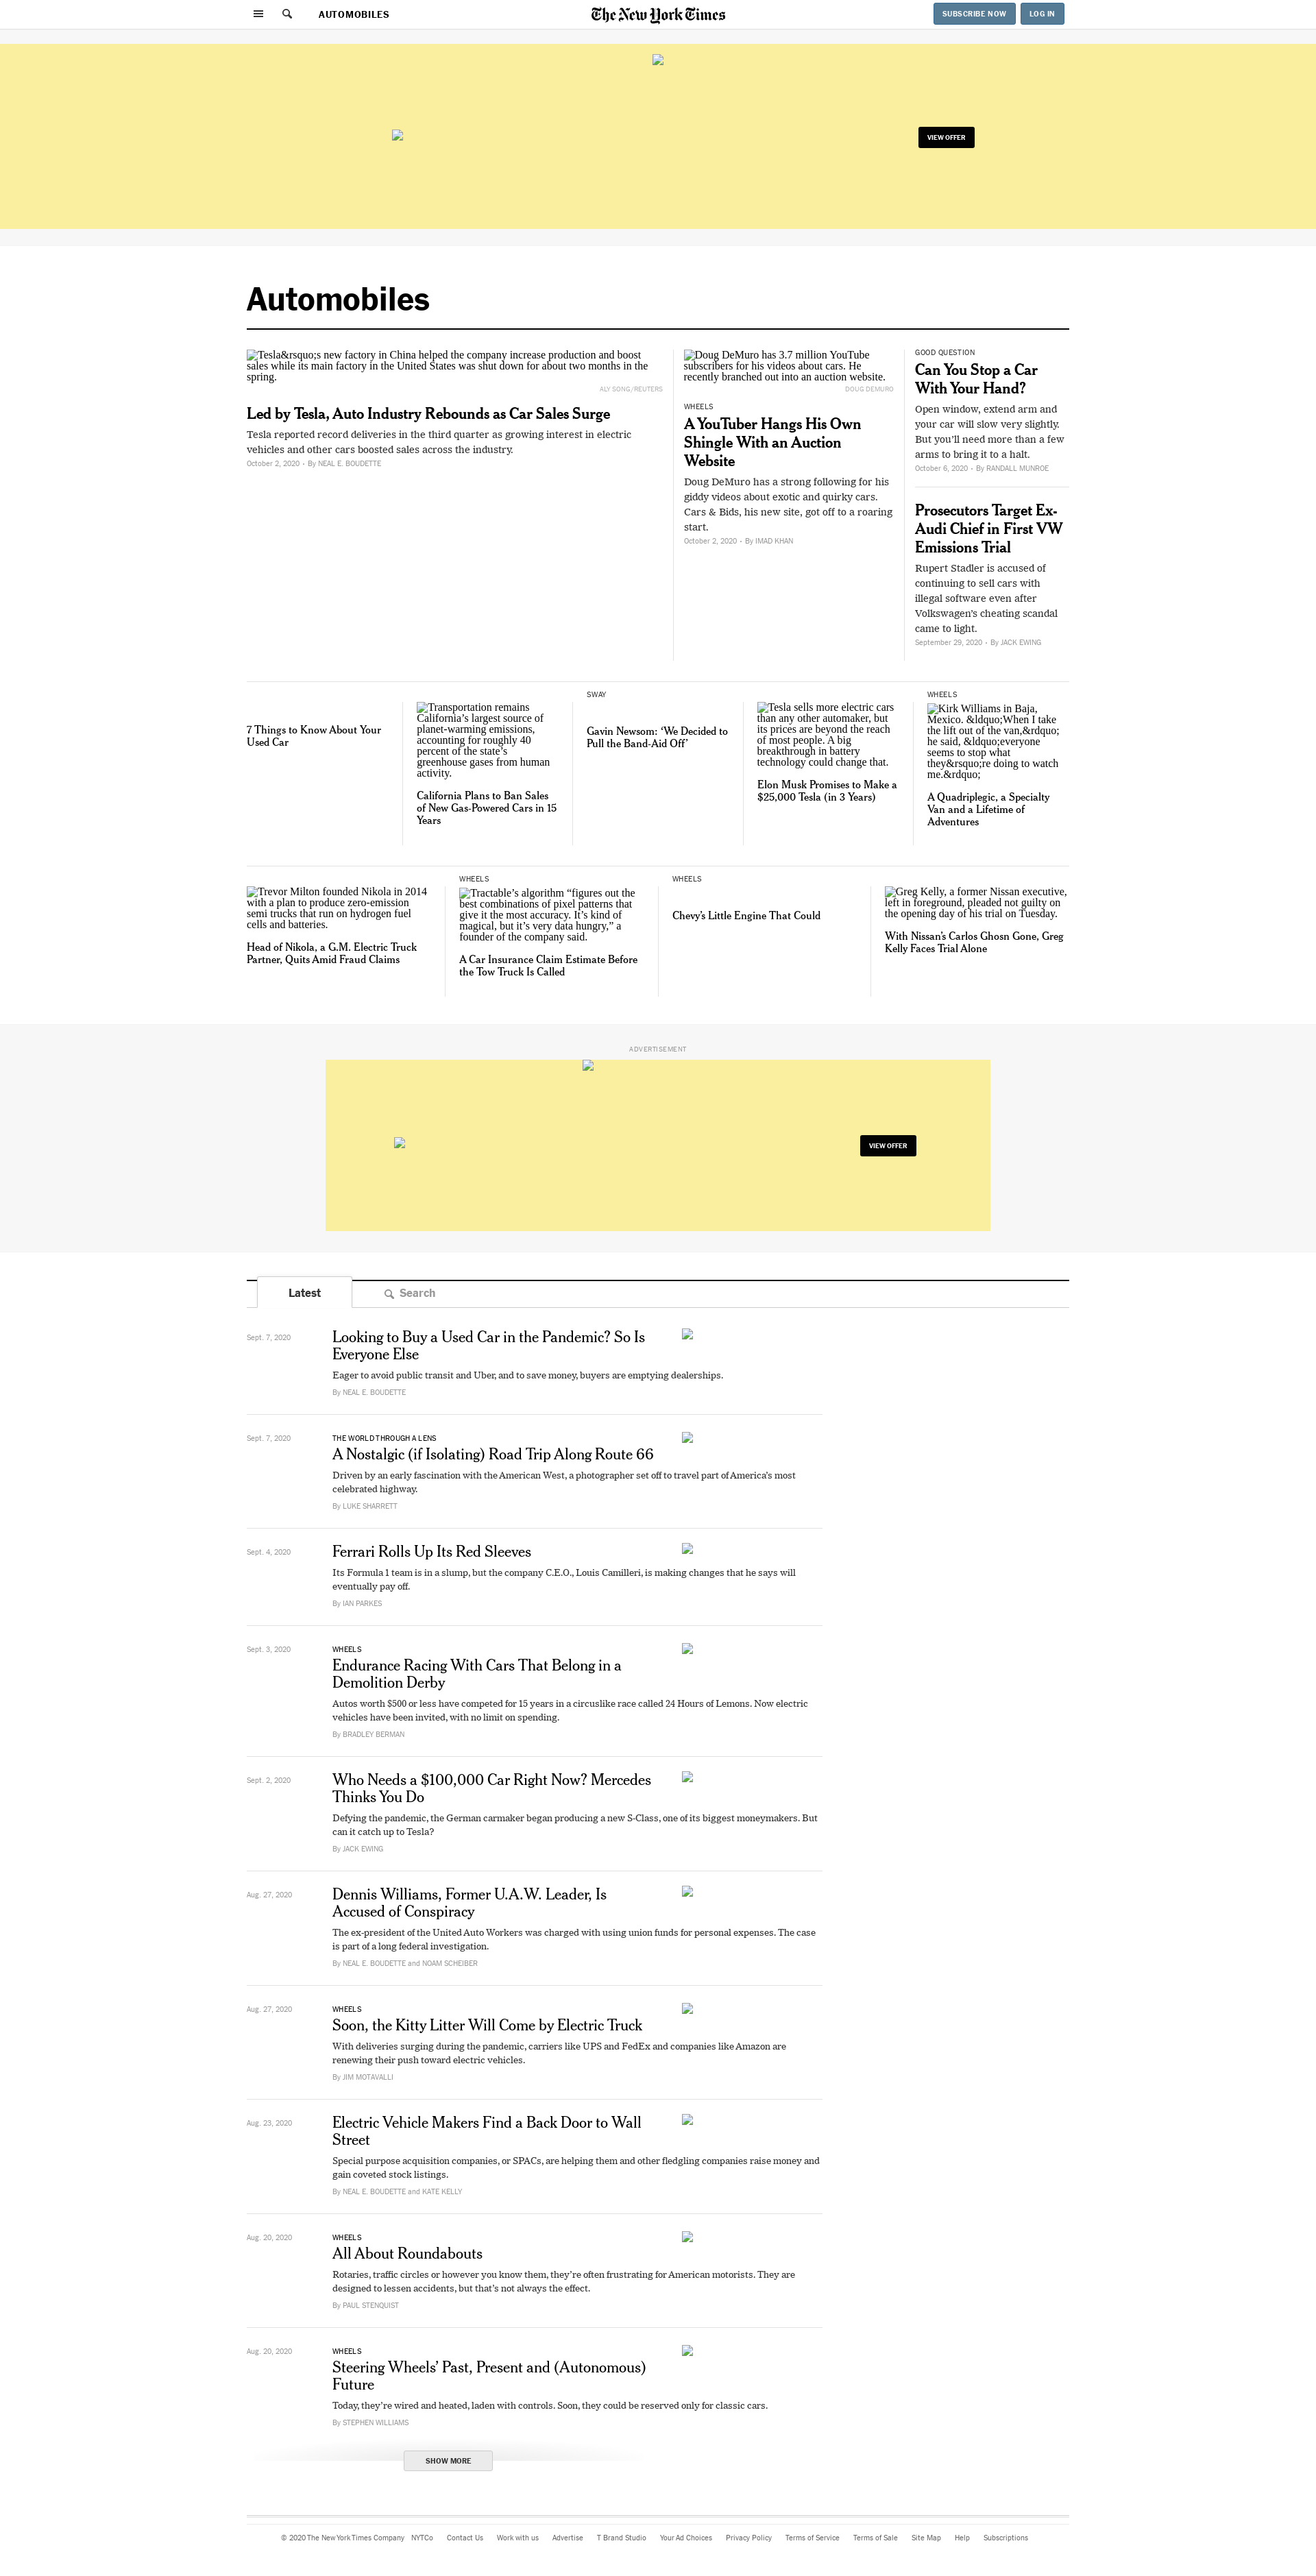 AUTOMOBILES
The New York Times
SUBSCRIBE NOW
LOG IN
VIEW OFFER
Automobiles
Tesla&rsquo;s new factory in China helped the company increase production and boost
sales while its main factory in the United States was shut down for about two months in the
spring.
ALY SONG/REUTERS
Led by Tesla, Auto Industry Rebounds as Car Sales Surge
Tesla reported record deliveries in the third quarter as growing interest in electric
vehicles and other cars boosted sales across the industry.
October 2, 2020 • By NEAL E. BOUDETTE
Doug DeMuro has 3.7 million YouTube
subscribers for his videos about cars. He
recently branched out into an auction website.
DOUG DEMURO
WHEELS
A YouTuber Hangs His Own
Shingle With an Auction
Website
Doug DeMuro has a strong following for his
giddy videos about exotic and quirky cars.
Cars & Bids, his new site, got off to a roaring
start.
October 2, 2020 • By IMAD KHAN
GOOD QUESTION
Can You Stop a Car
With Your Hand?
Open window, extend arm and
your car will slow very slightly.
But you’ll need more than a few
arms to bring it to a halt.
October 6, 2020 • By RANDALL MUNROE
Prosecutors Target Ex-
Audi Chief in First VW
Emissions Trial
Rupert Stadler is accused of
continuing to sell cars with
illegal software even after
Volkswagen’s cheating scandal
came to light.
September 29, 2020 • By JACK EWING
7 Things to Know About Your
Used Car
Transportation remains
California’s largest source of
planet-warming emissions,
accounting for roughly 40
percent of the state’s
greenhouse gases from human
activity.
California Plans to Ban Sales
of New Gas-Powered Cars in 15
Years
SWAY
Gavin Newsom: ‘We Decided to
Pull the Band-Aid Off’
Tesla sells more electric cars
than any other automaker, but
its prices are beyond the reach
of most people. A big
breakthrough in battery
technology could change that.
Elon Musk Promises to Make a
$25,000 Tesla (in 3 Years)
WHEELS
Kirk Williams in Baja,
Mexico. &ldquo;When I take
the lift out of the van,&rdquo;
he said, &ldquo;everyone
seems to stop what
they&rsquo;re doing to watch
me.&rdquo;
A Quadriplegic, a Specialty
Van and a Lifetime of
Adventures
Trevor Milton founded Nikola in 2014
with a plan to produce zero-emission
semi trucks that run on hydrogen fuel
cells and batteries.
Head of Nikola, a G.M. Electric Truck
Partner, Quits Amid Fraud Claims
WHEELS
Tractable’s algorithm “figures out the
best combinations of pixel patterns that
give it the most accuracy. It’s kind of
magical, but it’s very data hungry,” a
founder of the company said.
A Car Insurance Claim Estimate Before
the Tow Truck Is Called
WHEELS
Chevy’s Little Engine That Could
Greg Kelly, a former Nissan executive,
left in foreground, pleaded not guilty on
the opening day of his trial on Tuesday.
With Nissan’s Carlos Ghosn Gone, Greg
Kelly Faces Trial Alone
ADVERTISEMENT
VIEW OFFER
Latest
Search
Sept. 7, 2020
Looking to Buy a Used Car in the Pandemic? So Is
Everyone Else
Eager to avoid public transit and Uber, and to save money, buyers are emptying dealerships.
By NEAL E. BOUDETTE
Sept. 7, 2020
THE WORLD THROUGH A LENS
A Nostalgic (if Isolating) Road Trip Along Route 66
Driven by an early fascination with the American West, a photographer set off to travel part of America’s most
celebrated highway.
By LUKE SHARRETT
Sept. 4, 2020
Ferrari Rolls Up Its Red Sleeves
Its Formula 1 team is in a slump, but the company C.E.O., Louis Camilleri, is making changes that he says will
eventually pay off.
By IAN PARKES
Sept. 3, 2020
WHEELS
Endurance Racing With Cars That Belong in a
Demolition Derby
Autos worth $500 or less have competed for 15 years in a circuslike race called 24 Hours of Lemons. Now electric
vehicles have been invited, with no limit on spending.
By BRADLEY BERMAN
Sept. 2, 2020
Who Needs a $100,000 Car Right Now? Mercedes
Thinks You Do
Defying the pandemic, the German carmaker began producing a new S-Class, one of its biggest moneymakers. But
can it catch up to Tesla?
By JACK EWING
Aug. 27, 2020
Dennis Williams, Former U.A.W. Leader, Is
Accused of Conspiracy
The ex-president of the United Auto Workers was charged with using union funds for personal expenses. The case
is part of a long federal investigation.
By NEAL E. BOUDETTE and NOAM SCHEIBER
Aug. 27, 2020
WHEELS
Soon, the Kitty Litter Will Come by Electric Truck
With deliveries surging during the pandemic, carriers like UPS and FedEx and companies like Amazon are
renewing their push toward electric vehicles.
By JIM MOTAVALLI
Aug. 23, 2020
Electric Vehicle Makers Find a Back Door to Wall
Street
Special purpose acquisition companies, or SPACs, are helping them and other fledgling companies raise money and
gain coveted stock listings.
By NEAL E. BOUDETTE and KATE KELLY
Aug. 20, 2020
WHEELS
All About Roundabouts
Rotaries, traffic circles or however you know them, they’re often frustrating for American motorists. They are
designed to lessen accidents, but that’s not always the effect.
By PAUL STENQUIST
Aug. 20, 2020
WHEELS
Steering Wheels’ Past, Present and (Autonomous)
Future
Today, they’re wired and heated, laden with controls. Soon, they could be reserved only for classic cars.
By STEPHEN WILLIAMS
SHOW MORE
© 2020 The New York Times Company NYTCo Contact Us Work with us Advertise T Brand Studio Your Ad Choices Privacy Policy Terms of Service Terms of Sale Site Map Help Subscriptions